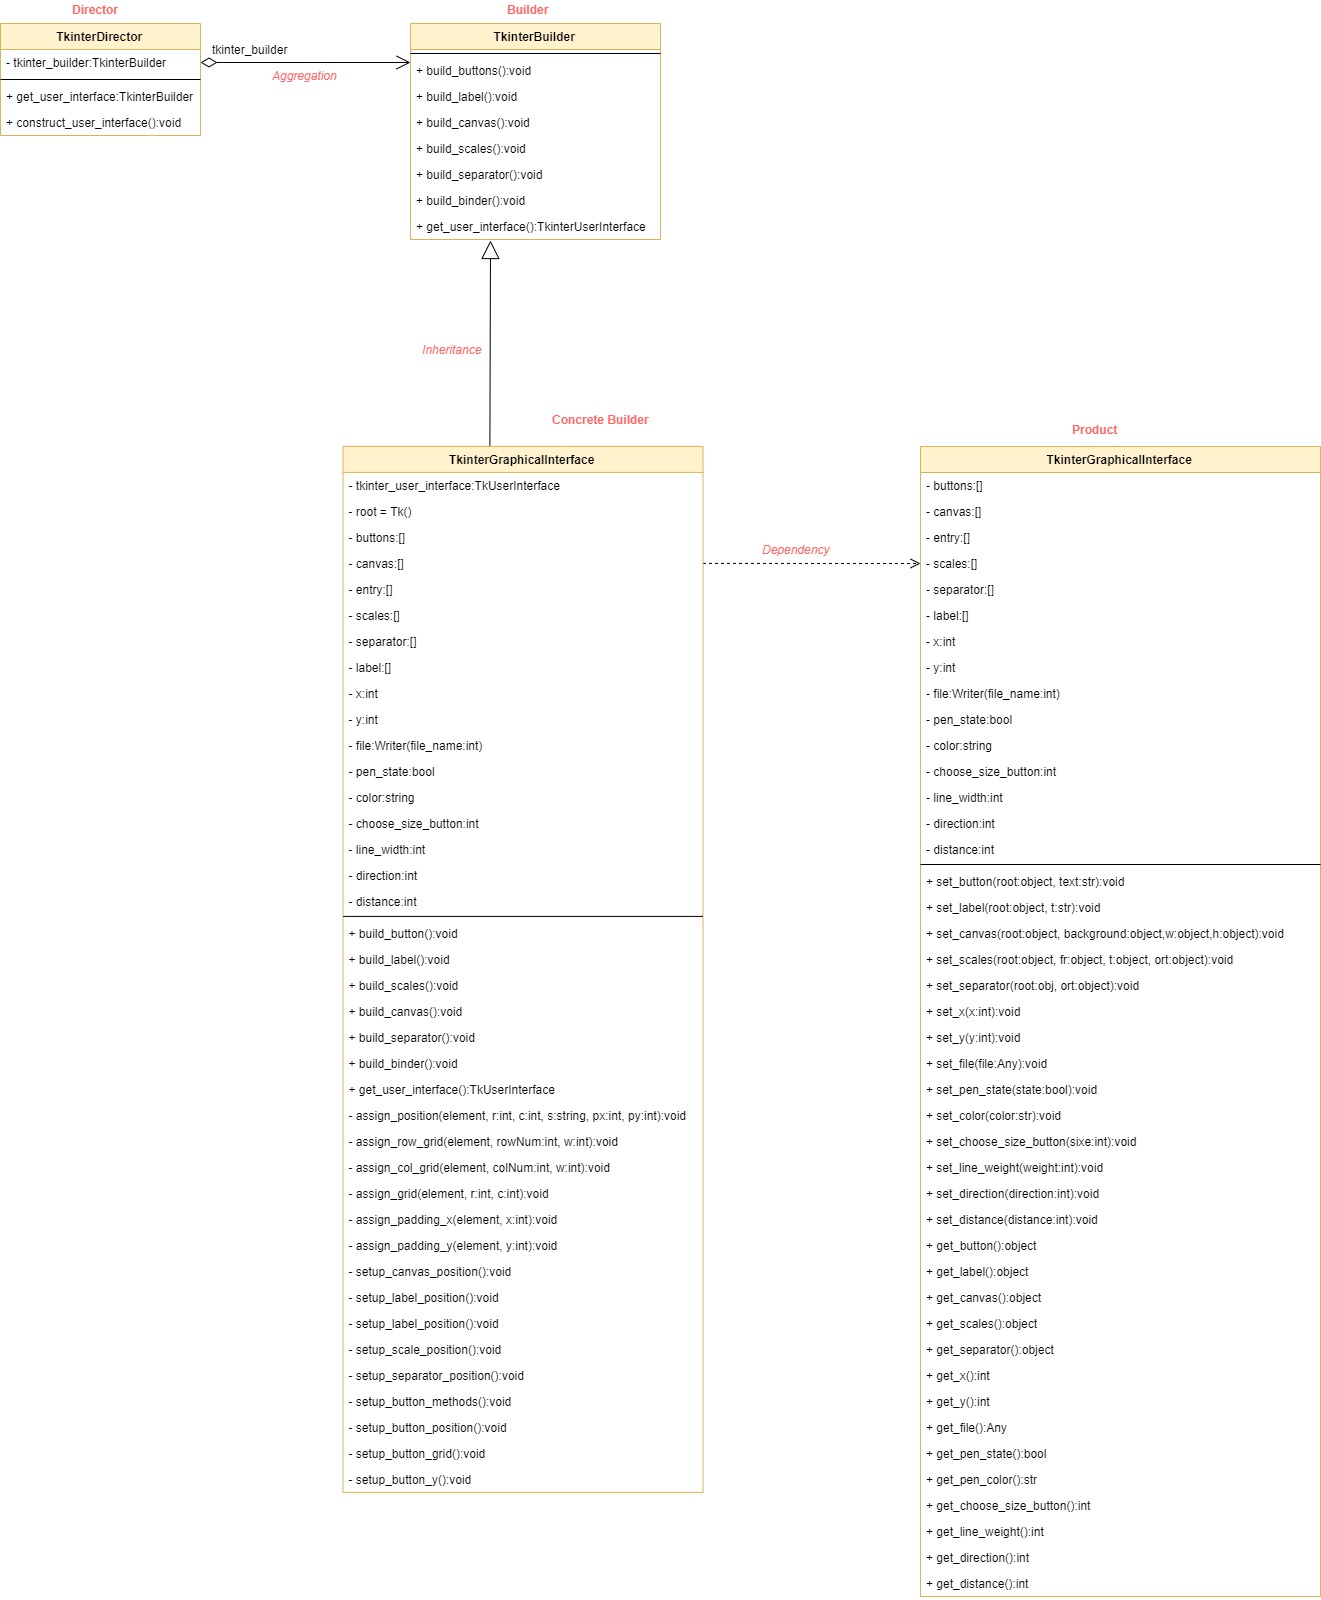 Director
TkinterDirector
- tkinter_builder:TkinterBuilder
+ get_user_interface:TkinterBuilder
+ construct_user_interface():void
tkinter_builder
Aggregation
Builder
TkinterBuilder
+ build_buttons():void
+ build_label():void
+ build_canvas():void
+ build_scales():void
+ build_separator():void
+ build_binder():void
+ get_user_interface():TkinterUserInterface
Inheritance
Concrete Builder
TkinterGraphicalInterface
- tkinter_user_interface:TkUserInterface
- root = Tk()
- buttons:[]
- canvas:[]
- entry:[]
- scales:[]
- separator:[]
- label:[]
- x:int
- y:int
- file:Writer(file_name:int)
- pen_state:bool
- color:string
- choose_size_button:int
- line_width:int
- direction:int
- distance:int
+ build_button():void
+ build_label():void
+ build_scales():void
+ build_canvas():void
+ build_separator():void
+ build_binder():void
+ get_user_interface():TkUserInterface
- assign_position(element, r:int, c:int, s:string, px:int, py:int):void
- assign_row_grid(element, rowNum:int, w:int):void
- assign_col_grid(element, colNum:int, w:int):void
- assign_grid(element, r:int, c:int):void
- assign_padding_x(element, x:int):void
- assign_padding_y(element, y:int):void
- setup_canvas_position():void
- setup_label_position():void
- setup_label_position():void
- setup_scale_position():void
- setup_separator_position():void
- setup_button_methods():void
- setup_button_position():void
- setup_button_grid():void
- setup_button_y():void
Dependency
Product
TkinterGraphicalInterface
- buttons:[]
- canvas:[]
- entry:[]
- scales:[]
- separator:[]
- label:[]
- x:int
- y:int
- file:Writer(file_name:int)
- pen_state:bool
- color:string
- choose_size_button:int
- line_width:int
- direction:int
- distance:int
+ set_button(root:object, text:str):void
+ set_label(root:object, t:str):void
+ set_canvas(root:object, background:object,w:object,h:object):void
+ set_scales(root:object, fr:object, t:object, ort:object):void
+ set_separator(root:obj, ort:object):void
+ set_x(x:int):void
+ set_y(y:int):void
+ set_file(file:Any):void
+ set_pen_state(state:bool):void
+ set_color(color:str):void
+ set_choose_size_button(sixe:int):void
+ set_line_weight(weight:int):void
+ set_direction(direction:int):void
+ set_distance(distance:int):void
+ get_button():object
+ get_label():object
+ get_canvas():object
+ get_scales():object
+ get_separator():object
+ get_x():int
+ get_y():int
+ get_file():Any
+ get_pen_state():bool
+ get_pen_color():str
+ get_choose_size_button():int
+ get_line_weight():int
+ get_direction():int
+ get_distance():int